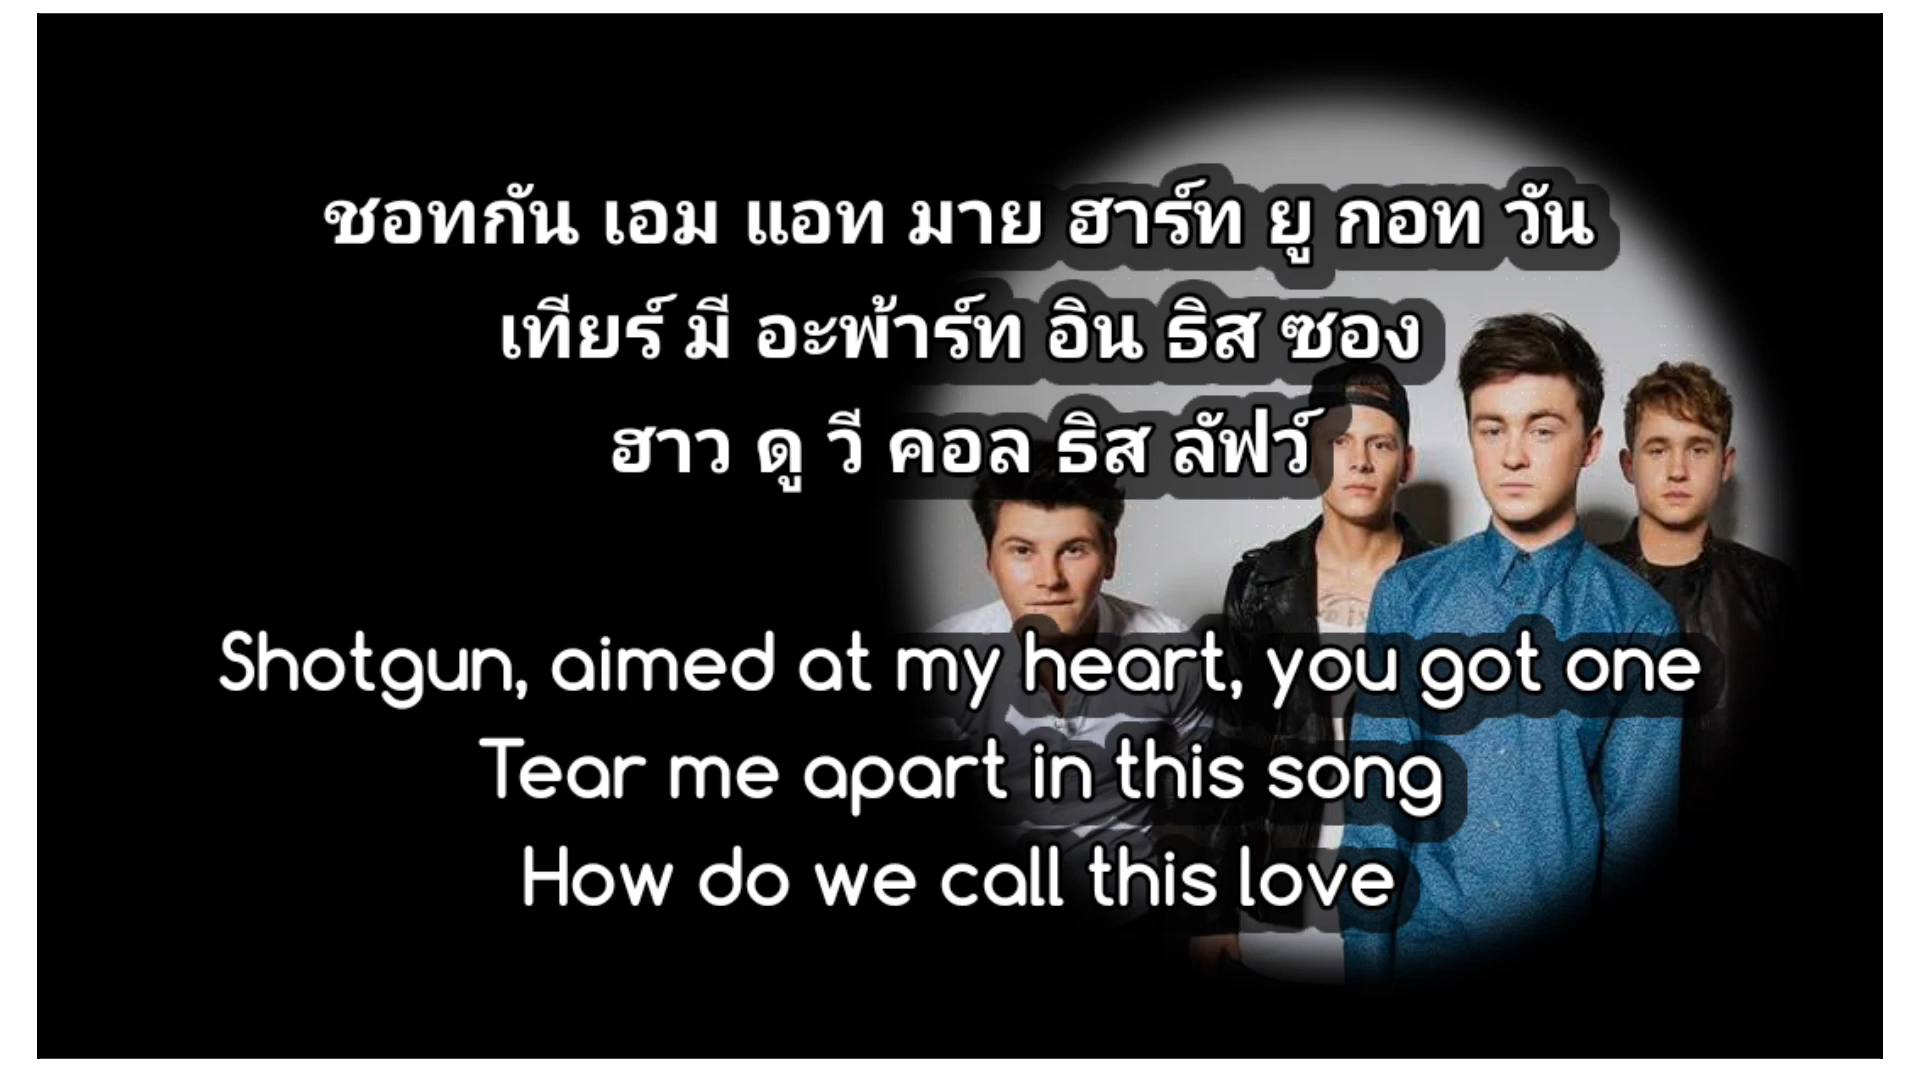 ชอทกัน เอม แอท มาย ฮาร์ท ยู กอท วัน
เทียร์ มี อะพ้าร์ท อิน ธิส ซอง
ฮาว ดู วี คอล ธิส ลัฟว์
Shotgun, aimed at my heart, you got one
Tear me apart in this song
How do we call this love